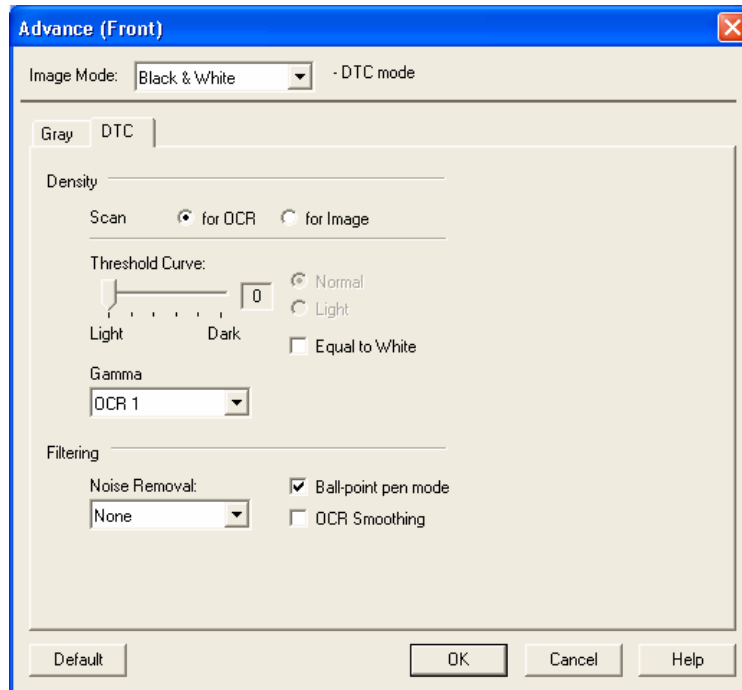 Advance (Front)
Image Mode: Black & White - DTC mode
Gray DTC
Density
Scan for OCR for Image
Threshold Curve:
0
Normal
Light
Light Dark
Equal to White
Gamma
OCR 1
Filtering
Noise Removal:
Ball-point pen mode
None
OCR Smoothing
Default OK Cancel Help